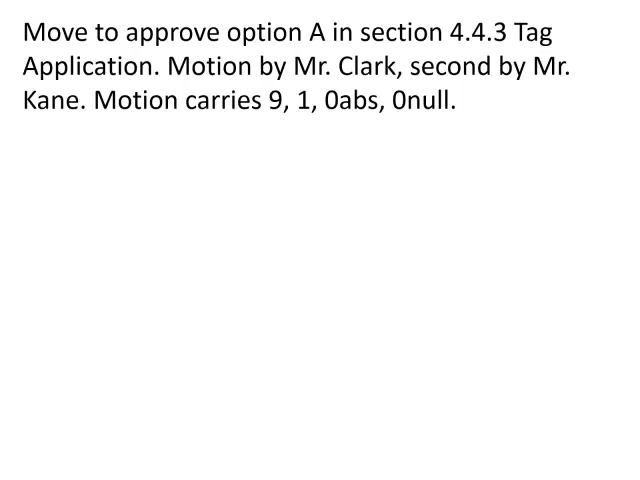 Move to approve option A in section 4.4.3 Tag
Application. Motion by Mr. Clark, second by Mr.
Kane. Motion carries 9, 1, 0abs, 0null.